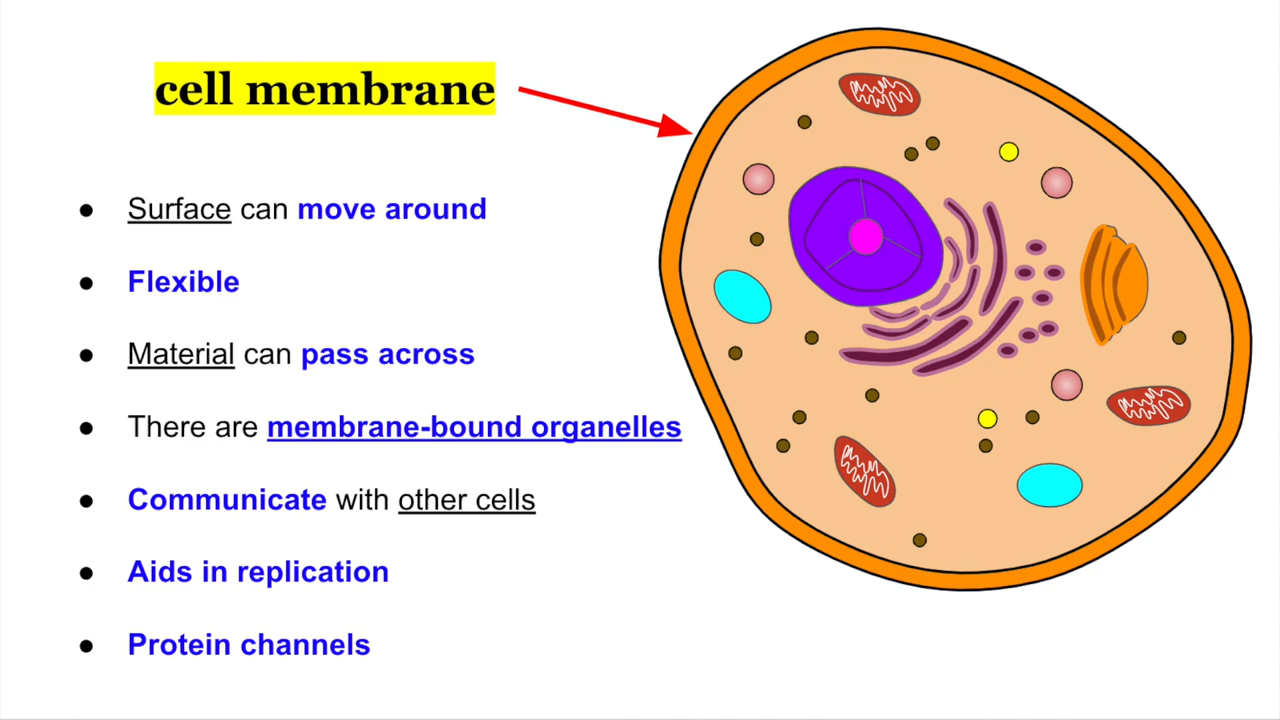 cell membrane
● Surface can move around
● Flexible
● Material can pass across
● There are membrane-bound organelles
● Communicate with other cells
● Aids in replication
● Protein channels